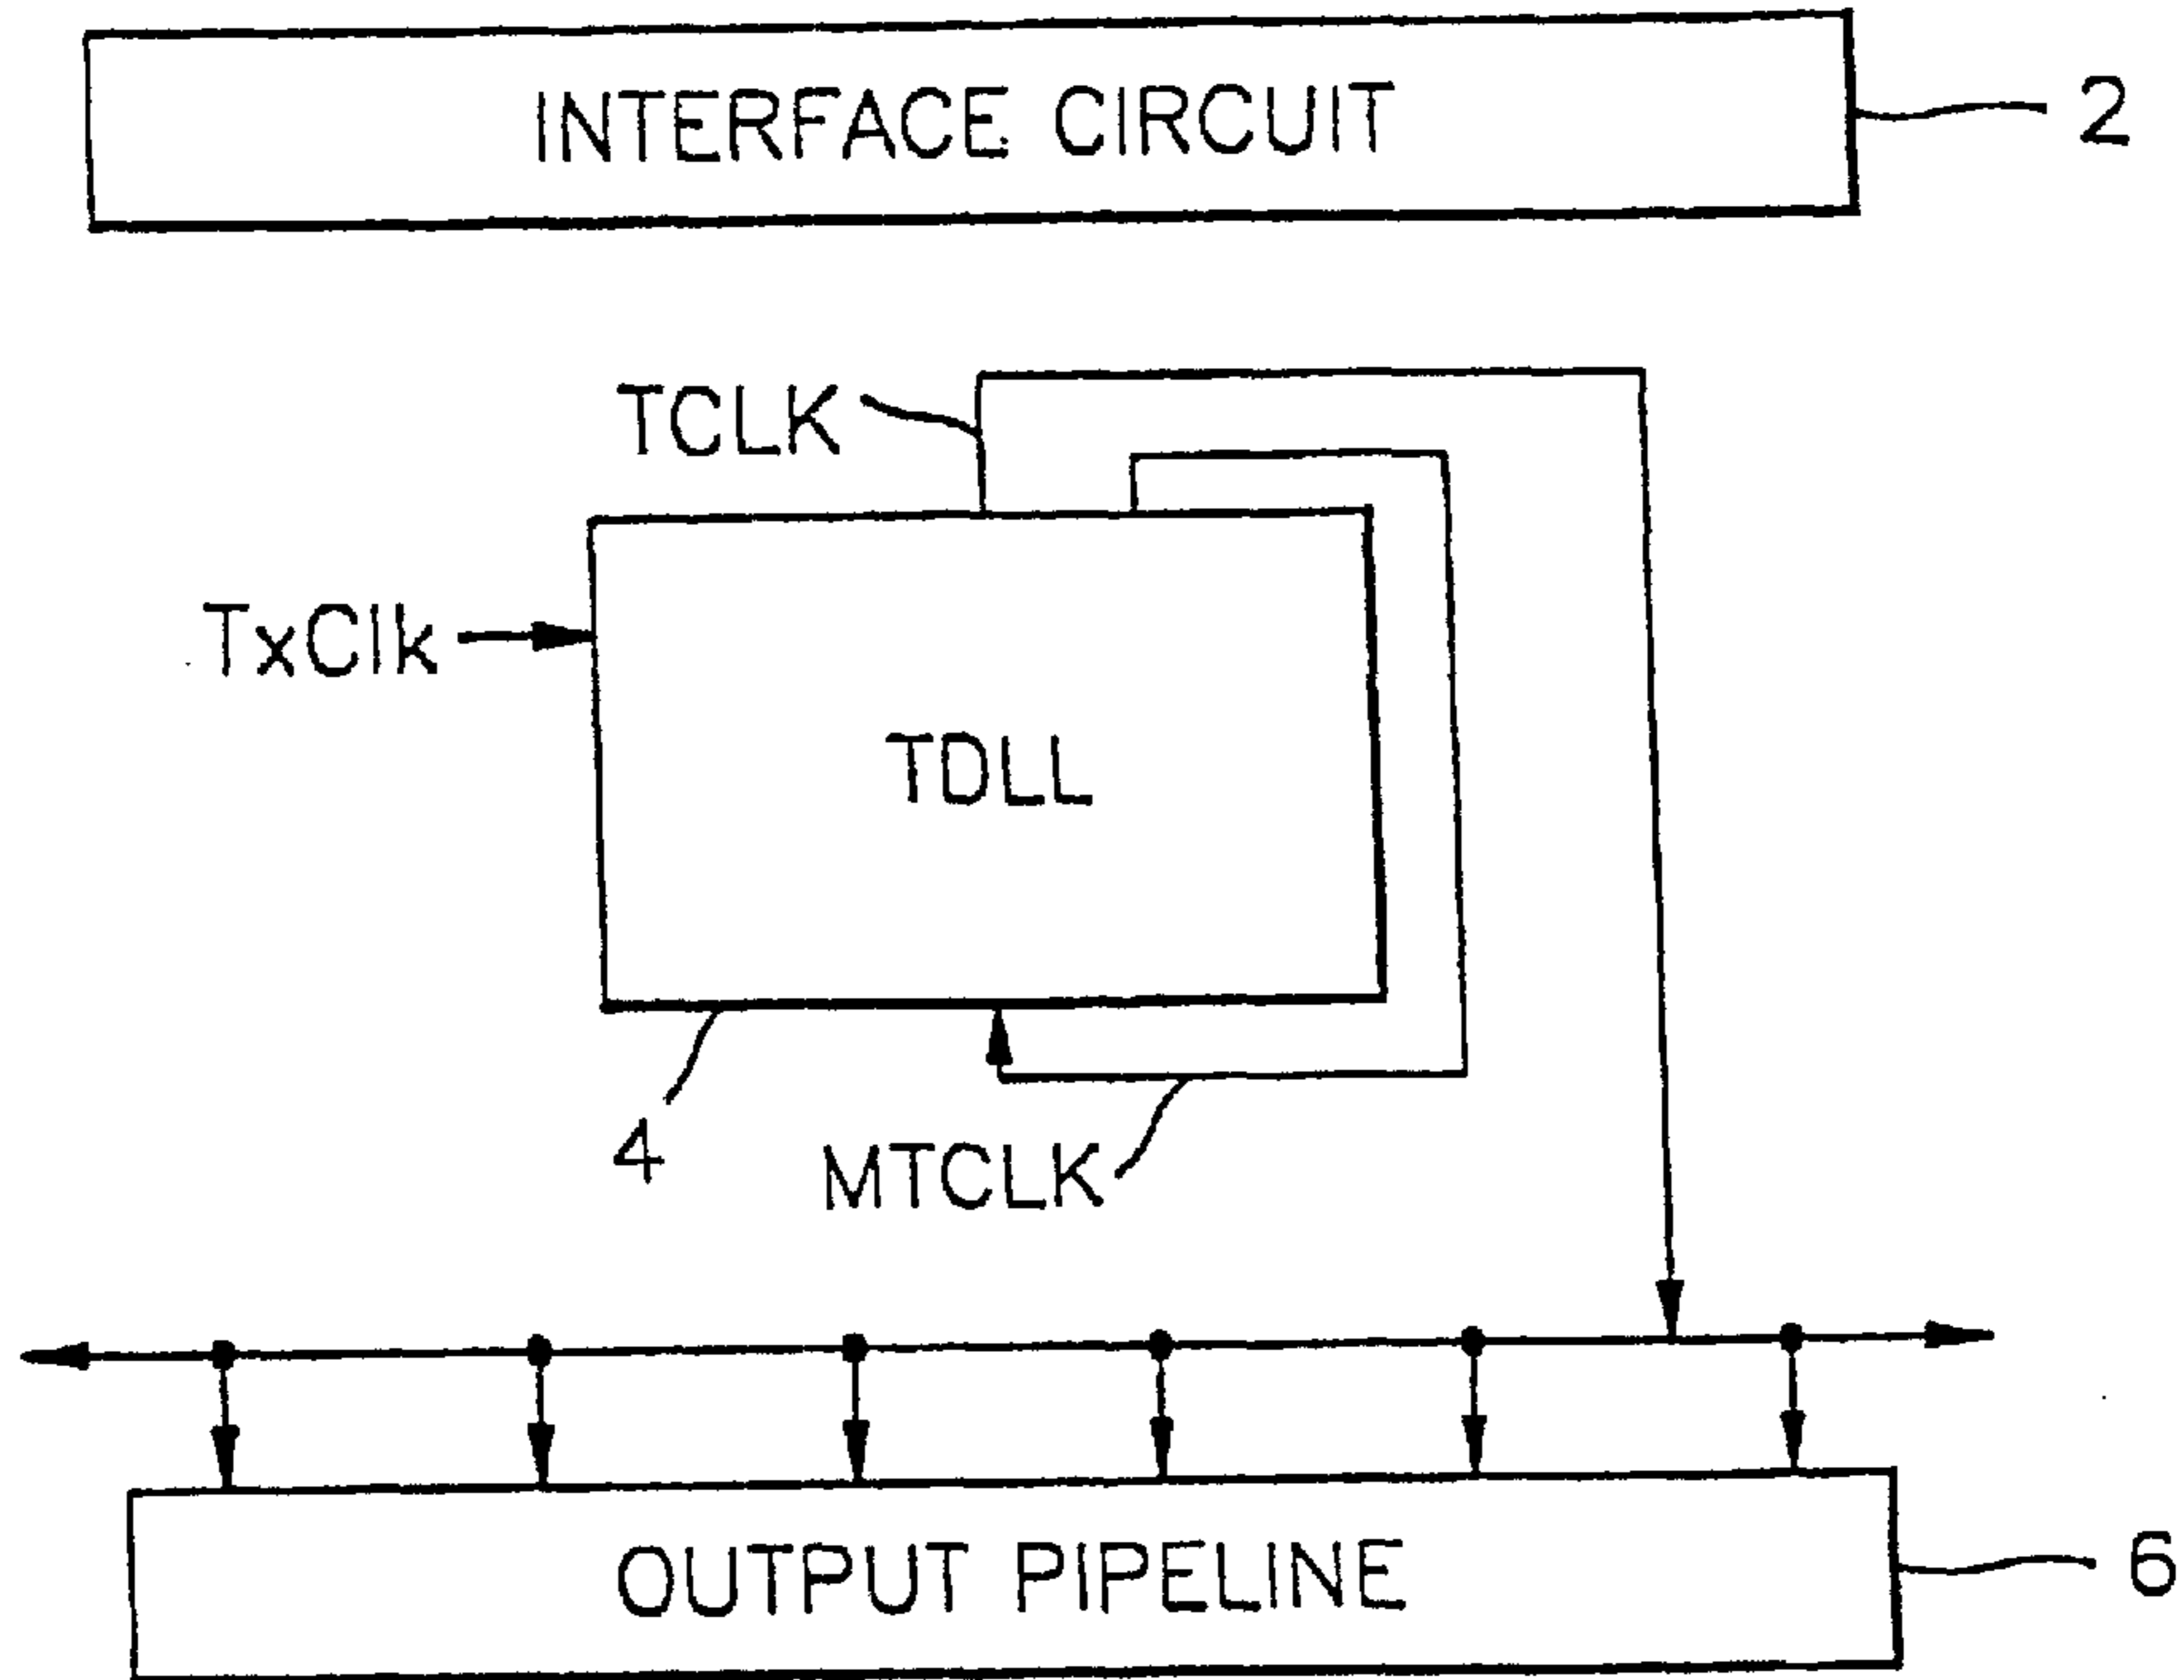 INTERFACE CIRCUIT
2
TCLK
TxClk
TDLL
4
MTCLK
OUTPUT PIPELINE
6